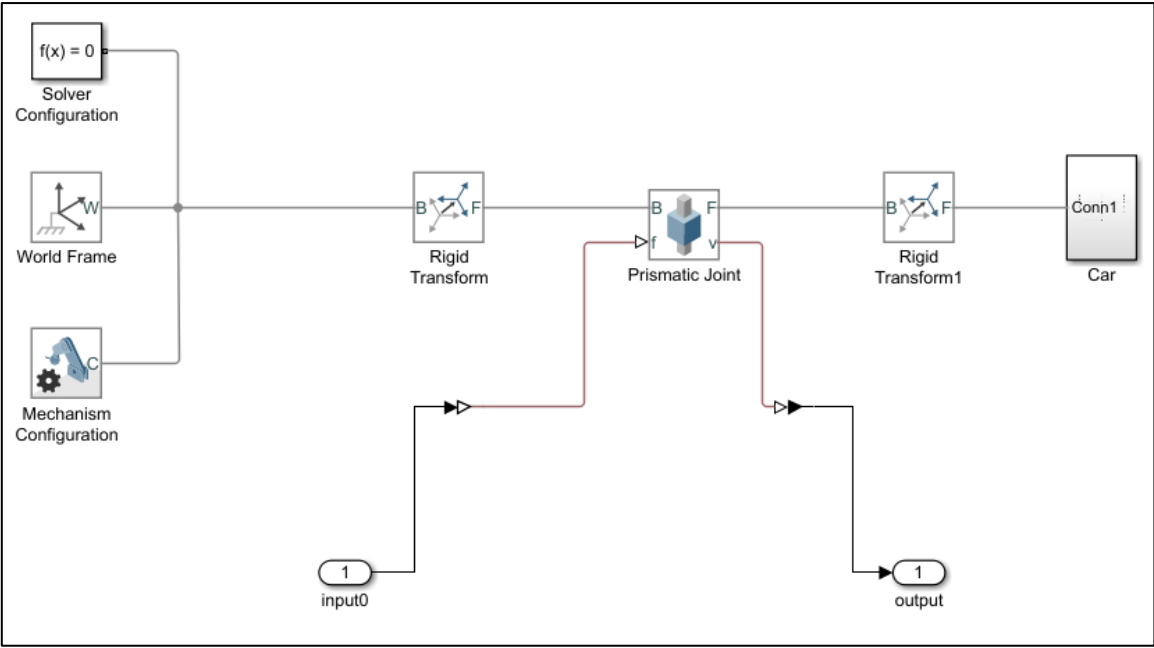 f(x) = 0
Solver
Configuration
W
World Frame
C
Mechanism
Configuration
B
F
Rigid
Transform
B
F
f
v
Prismatic Joint
B
F
Rigid
Transform1
Conn1
Car
1
input0
1
output